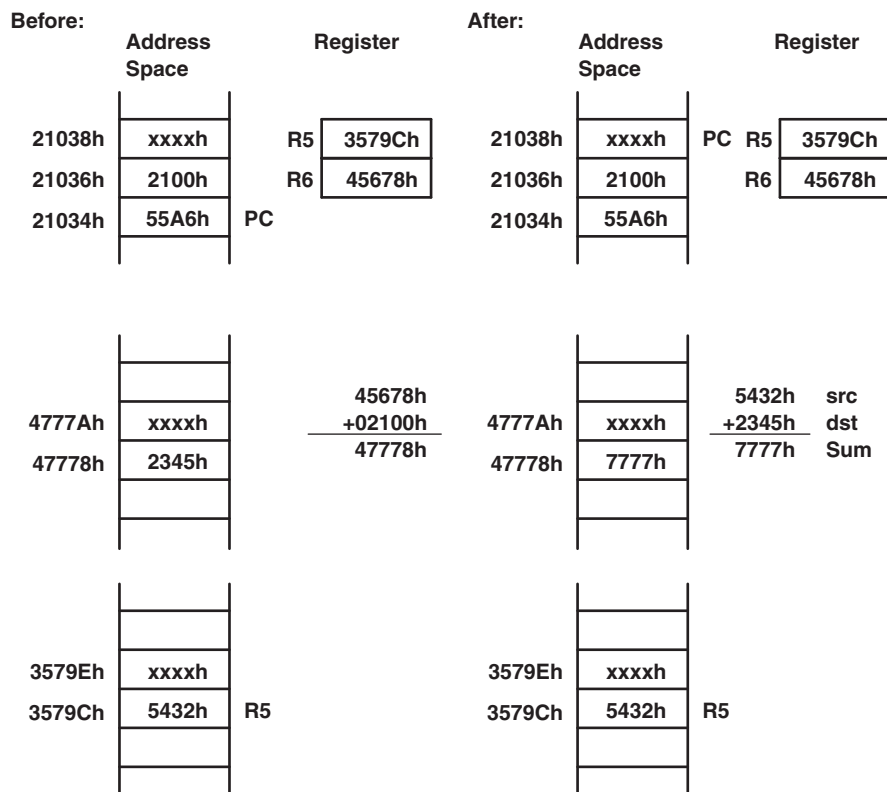 Before:
Address Space
Register
21038h xxxxh R5 3579Ch
21036h 2100h R6 45678h
21034h 55A6h PC
45678h
4777Ah xxxxh +02100h
47778h 2345h 47778h
3579Eh xxxxh
3579Ch 5432h R5
After:
Address Space
Register
21038h xxxxh PC R5 3579Ch
21036h 2100h R6 45678h
21034h 55A6h
5432h src
4777Ah xxxxh +2345h dst
47778h 7777h 7777h Sum
3579Eh xxxxh
3579Ch 5432h R5